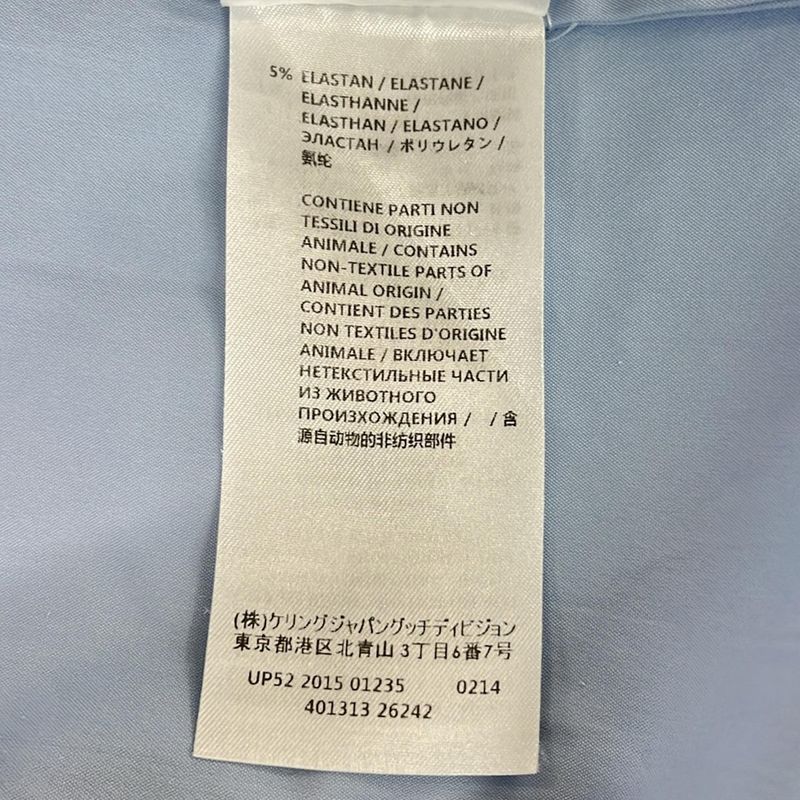 5% ELASTAN / ELASTANE /
ELASTHANNE /
ELASTHAN / ELASTANO /
ЭЛАСТАН / ポリウレタン /
氨纶
CONTIENE PARTI NON
TESSILI DI ORIGINE
ANIMALE / CONTAINS
NON-TEXTILE PARTS OF
ANIMAL ORIGIN /
CONTIENT DES PARTIES
NON TEXTILES D'ORIGINE
ANIMALE / ВКЛЮЧАЕТ
НЕТЕКСТИЛЬНЫЕ ЧАСТИ
ИЗ ЖИВОТНОГО
ПРОИЗХОЖДЕНИЯ / / 含
源自动物的非纺织部件
(株)ケリングジャパングッチディビジョン
東京都港区北青山3丁目6番7号
UP52 2015 01235 0214
401313 26242